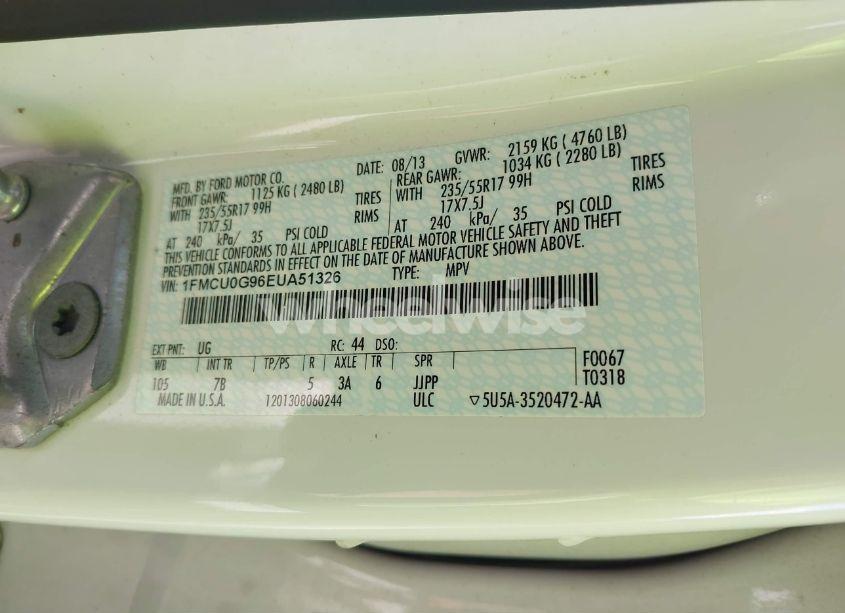 MFD. BY FORD MOTOR CO. DATE: 08/13 GVWR: 2159 KG ( 4760 LB)
FRONT GAWR: 1125 KG ( 2480 LB) REAR GAWR: 1034 KG ( 2280 LB)
WITH 235/55R17 99H TIRES WITH 235/55R17 99H TIRES
17X7.5J RIMS 17X7.5J RIMS
AT 240 kPa/ 35 PSI COLD AT 240 kPa/ 35 PSI COLD
THIS VEHICLE CONFORMS TO ALL APPLICABLE FEDERAL MOTOR VEHICLE SAFETY AND THEFT
PREVENTION STANDARDS IN EFFECT ON THE DATE OF MANUFACTURE SHOWN ABOVE.
VIN: 1FMCU0G96EUA51326 TYPE: MPV
wheelwise
EXT PNT: UG RC: 44 DSO:
WB INT TR TP/PS R AXLE TR SPR F0067
105 7B 5 3A 6 JJPP T0318
MADE IN U.S.A. 1201308060244 ULC ▽5U5A-3520472-AA